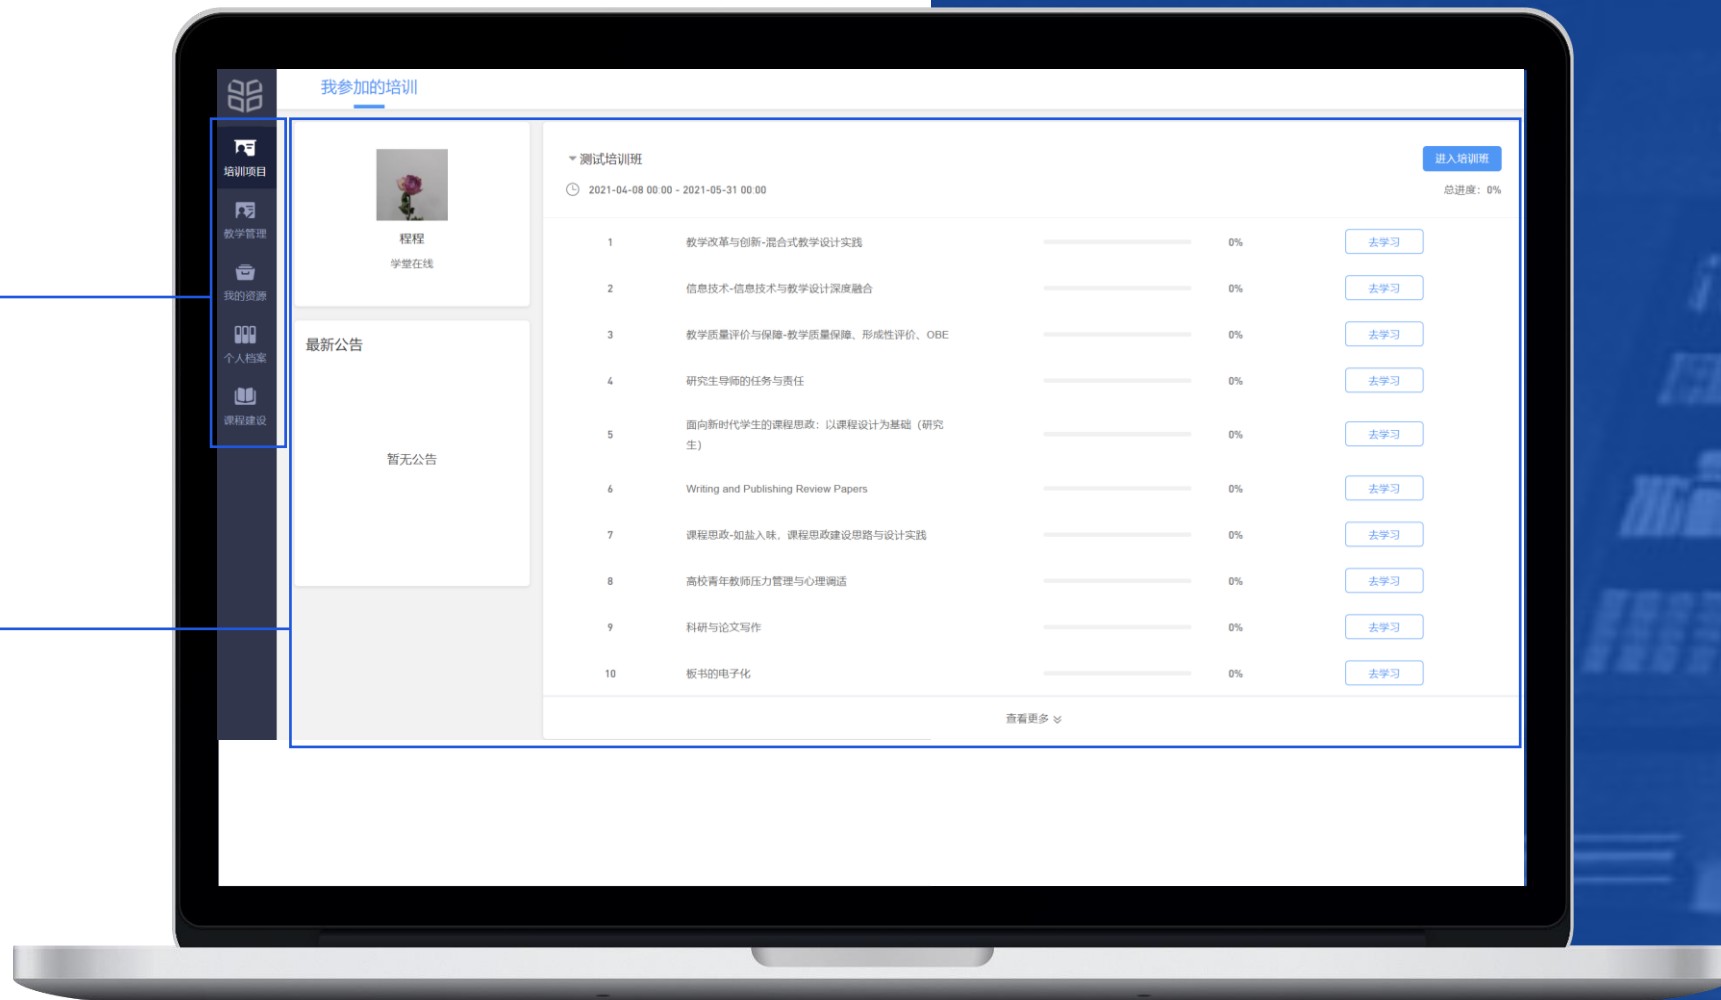 我参加的培训
培训项目
教学管理
我的资源
个人档案
课程建设
程程
学堂在线
最新公告
暂无公告
测试培训班
进入培训班
2021-04-08 00:00 - 2021-05-31 00:00
总进度：0%
1 教学改革与创新-混合式教学设计实践 0% 去学习
2 信息技术-信息技术与教学设计深度融合 0% 去学习
3 教学质量评价与保障-教学质量保障、形成性评价、OBE 0% 去学习
4 研究生导师的任务与责任 0% 去学习
5 面向新时代学生的课程思政：以课程设计为基础（研究
生） 0% 去学习
6 Writing and Publishing Review Papers 0% 去学习
7 课程思政-如盐入味，课程思政建设思路与设计实践 0% 去学习
8 高校青年教师压力管理与心理调适 0% 去学习
9 科研与论文写作 0% 去学习
10 板书的电子化 0% 去学习
查看更多